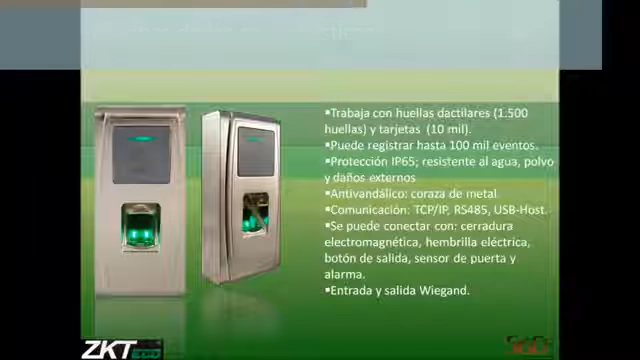 ▪Trabaja con huellas dactilares (1.500
huellas) y tarjetas (10 mil).
▪Puede registrar hasta 100 mil eventos.
▪Protección IP65; resistente al agua, polvo
y daños externos
▪Antivandálico: coraza de metal.
▪Comunicación: TCP/IP, RS485, USB-Host.
▪Se puede conectar con: cerradura
electromagnética, hembrilla eléctrica,
botón de salida, sensor de puerta y
alarma.
▪Entrada y salida Wiegand.
ZKT